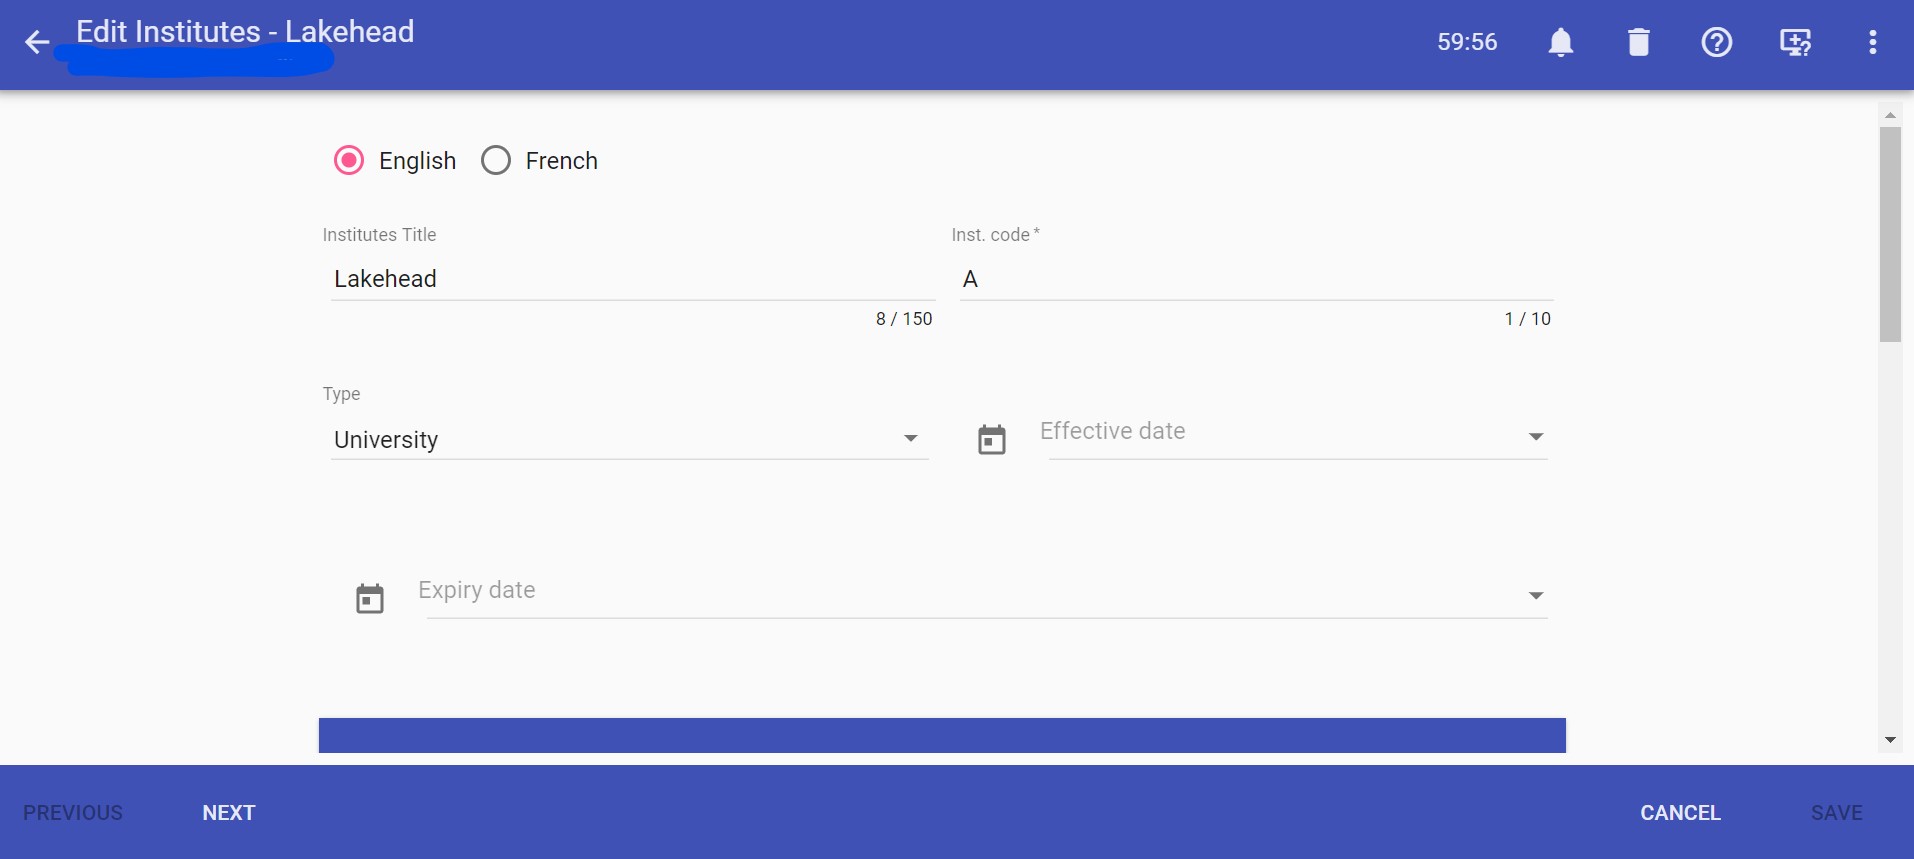 Edit Institutes - Lakehead
59:56
English French
Institutes Title Inst. code *
Lakehead A
8 / 150 1 / 10
Type
University Effective date
Expiry date
PREVIOUS NEXT CANCEL SAVE